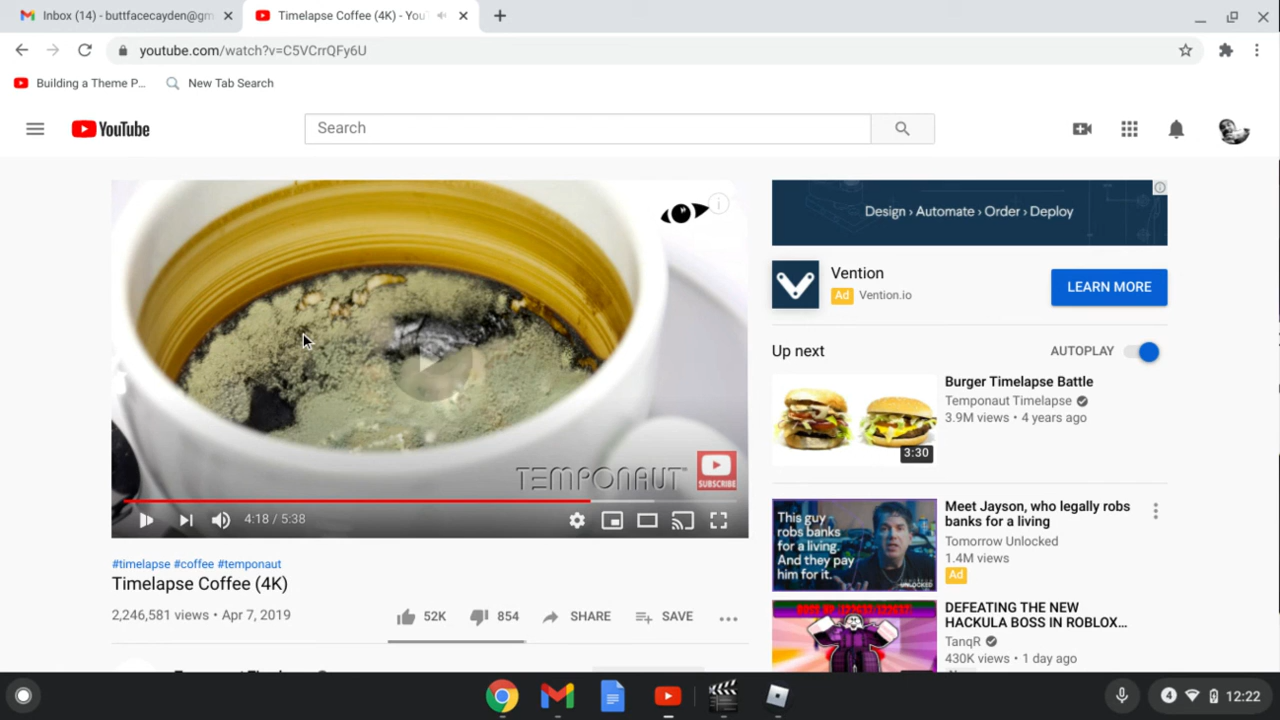 Inbox (14) - buttfacecayden@gm
Timelapse Coffee (4K) - You
youtube.com/watch?v=C5VCrrQFy6U
Building a Theme P...
New Tab Search
YouTube
Search
TEMPONAUT
SUBSCRIBE
4:18 / 5:38
#timelapse #coffee #temponaut
Timelapse Coffee (4K)
2,246,581 views • Apr 7, 2019
52K
854
SHARE
SAVE
Design › Automate › Order › Deploy
Vention
Ad Vention.io
LEARN MORE
Up next
AUTOPLAY
3:30
Burger Timelapse Battle
Temponaut Timelapse
3.9M views • 4 years ago
This guy
robs banks
for a living.
And they pay
him for it.
UNLOCKED
Meet Jayson, who legally robs
banks for a living
Tomorrow Unlocked
1.4M views
Ad
DEFEATING THE NEW
HACKULA BOSS IN ROBLOX...
TanqR
430K views • 1 day ago
4
12:22